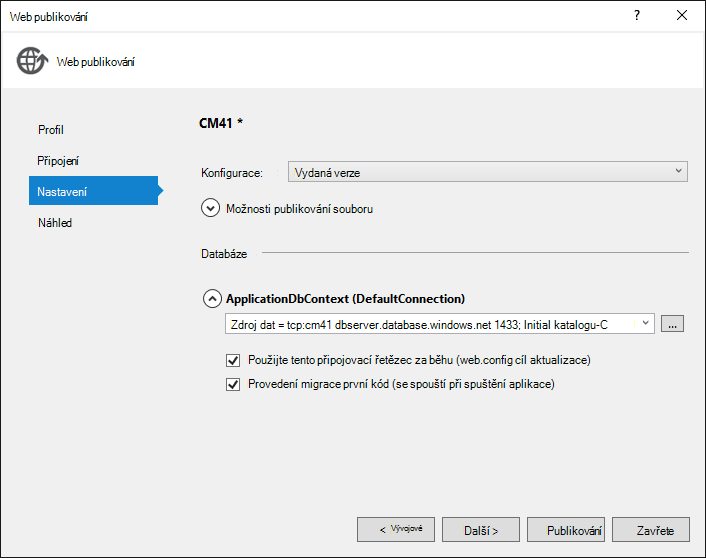 Web publikování
?
Web publikování
Profil
Připojení
Nastavení
Náhled
CM41 *
Konfigurace:
Vydaná verze
Možnosti publikování souboru
Databáze
ApplicationDbContext (DefaultConnection)
Zdroj dat = tcp:cm41 dbserver.database.windows.net 1433; Initial katalogu-C
...
Použijte tento připojovací řetězec za běhu (web.config cíl aktualizace)
Provedení migrace první kód (se spouští při spuštění aplikace)
< Vývojové
Další >
Publikování
Zavřete